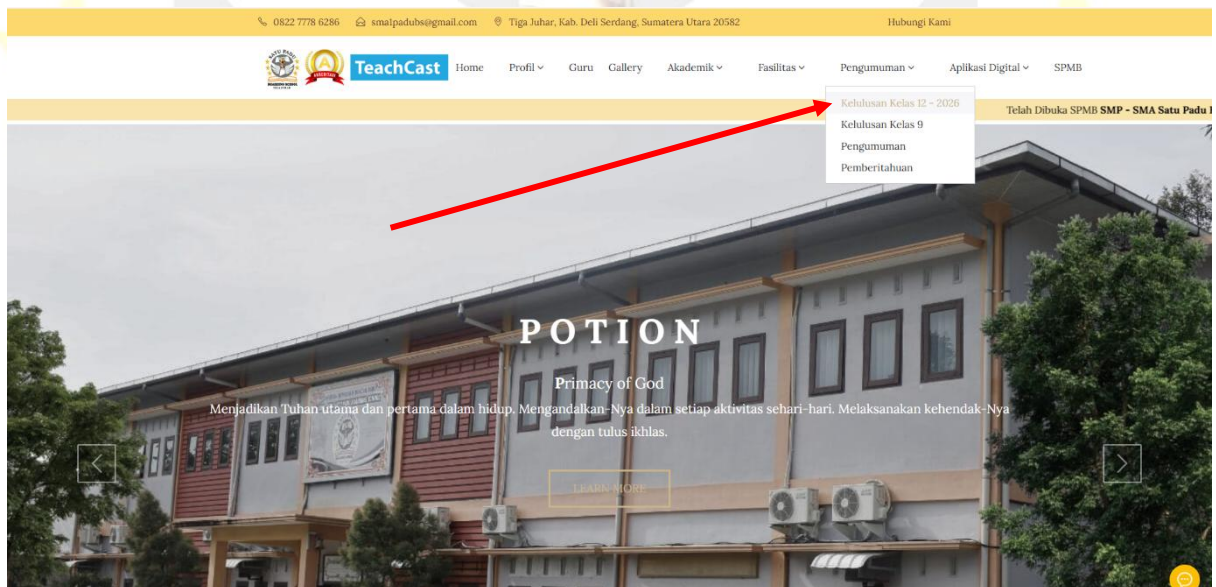 0822 7778 6286 sma1padubs@gmail.com Tiga Juhar, Kab. Deli Serdang, Sumatera Utara 20582 Hubungi Kami
TeachCast Home Profil Guru Gallery Akademik Fasilitas Pengumuman Aplikasi Digital SPMB
Kelulusan Kelas 12 - 2026
Telah Dibuka SPMB SMP - SMA Satu Padu
Kelulusan Kelas 9
Pengumuman
Pemberitahuan
POTION
Primacy of God
Menjadikan Tuhan utama dan pertama dalam hidup. Mengandalkan-Nya dalam setiap aktivitas sehari-hari. Melaksanakan kehendak-Nya
dengan tulus ikhlas.
LEARN MORE